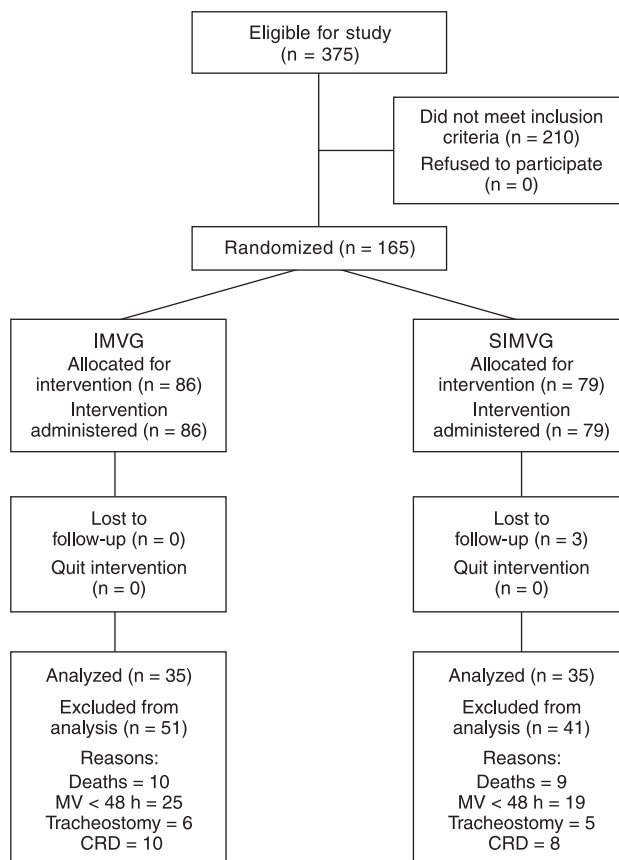 Eligible for study
(n = 375)
Did not meet inclusion
criteria (n = 210)
Refused to participate
(n = 0)
Randomized (n = 165)
IMVG
Allocated for
intervention (n = 86)
Intervention
administered (n = 86)
SIMVG
Allocated for
intervention (n = 79)
Intervention
administered (n = 79)
Lost to
follow-up (n = 0)
Quit intervention
(n = 0)
Lost to
follow-up (n = 3)
Quit intervention
(n = 0)
Analyzed (n = 35)
Excluded from
analysis (n = 51)
Reasons:
Deaths = 10
MV < 48 h = 25
Tracheostomy = 6
CRD = 10
Analyzed (n = 35)
Excluded from
analysis (n = 41)
Reasons:
Deaths = 9
MV < 48 h = 19
Tracheostomy = 5
CRD = 8